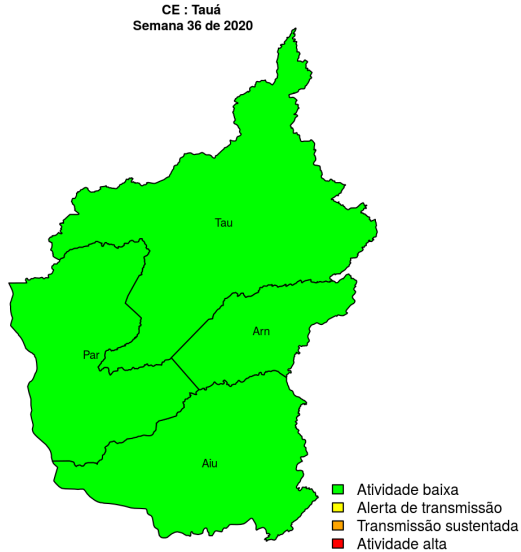 CE : Tauá
Semana 36 de 2020
Tau
Arn
Par
Aiu
Atividade baixa
Alerta de transmissão
Transmissão sustentada
Atividade alta